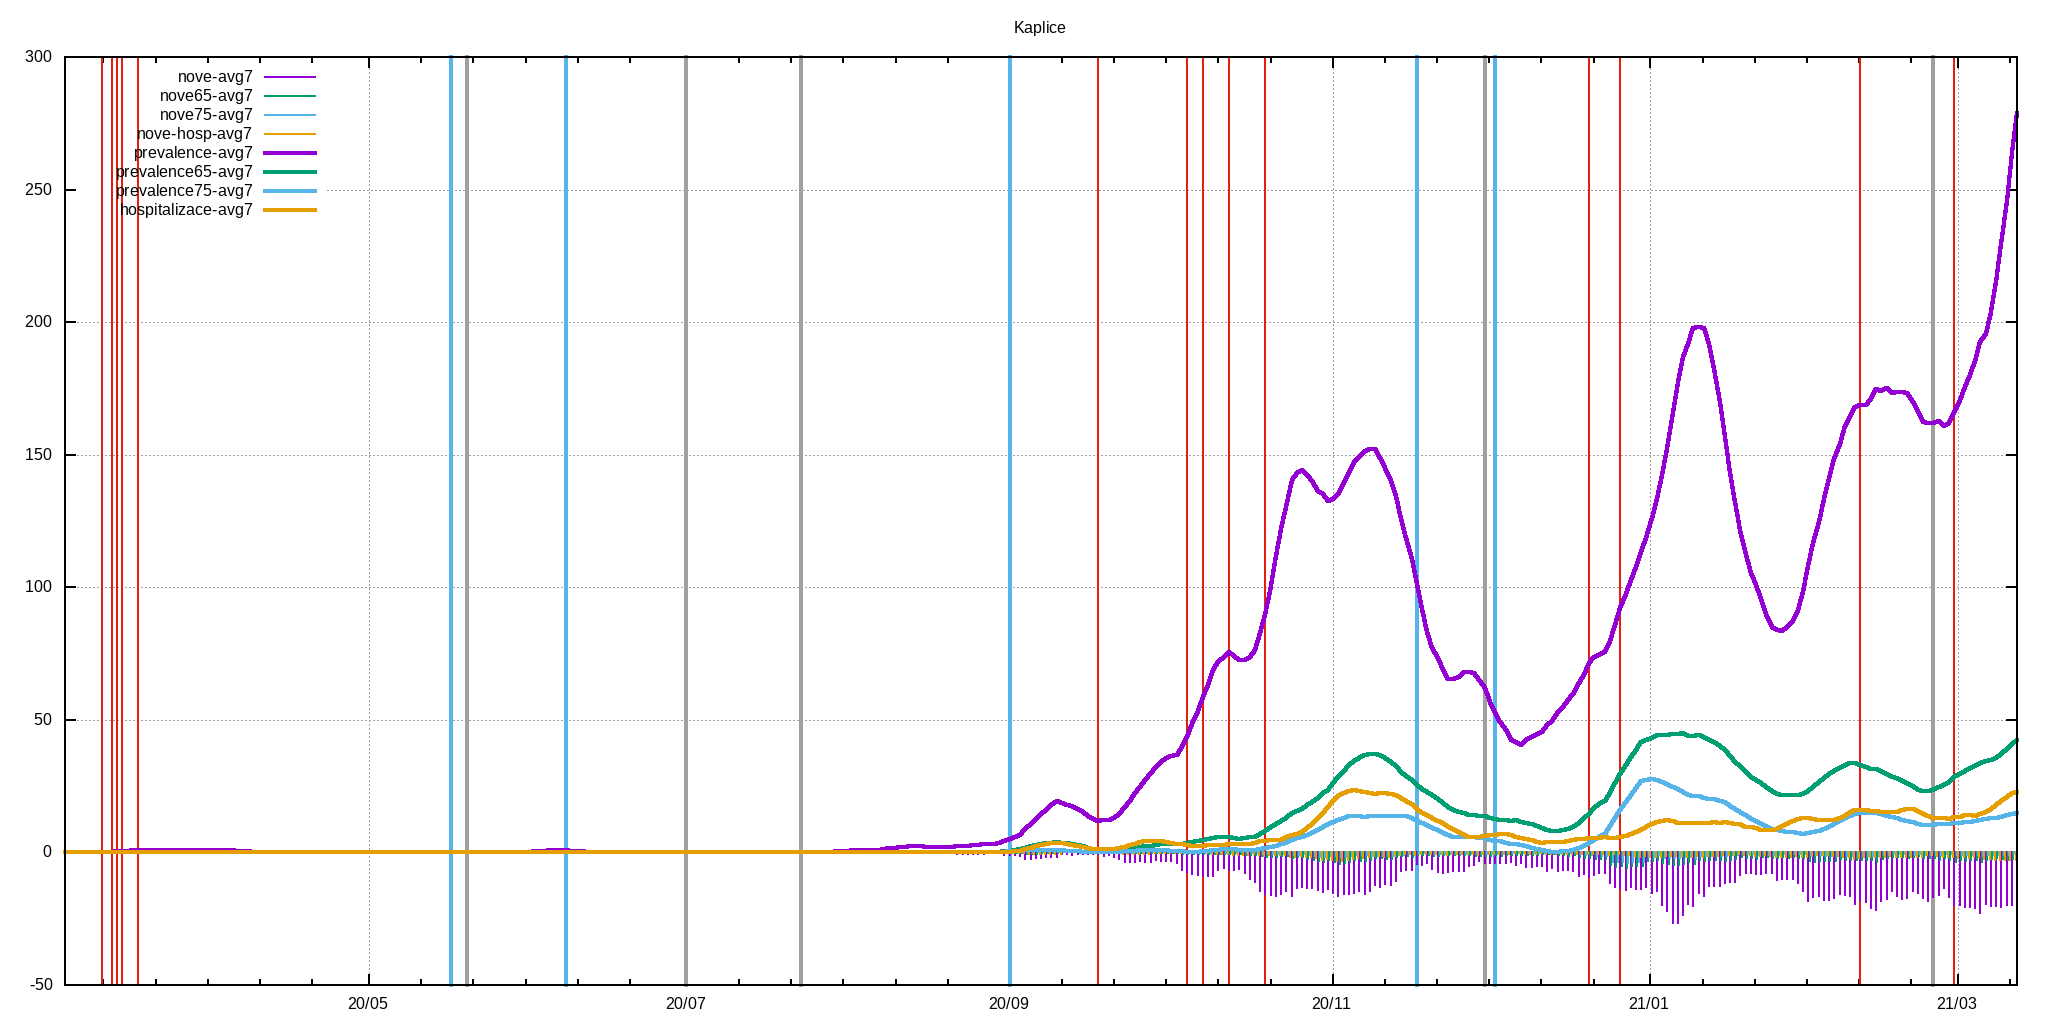 Kaplice
300
250
200
150
100
50
0
-50
nove-avg7
nove65-avg7
nove75-avg7
nove-hosp-avg7
prevalence-avg7
prevalence65-avg7
prevalence75-avg7
hospitalizace-avg7
20/05
20/07
20/09
20/11
21/01
21/03